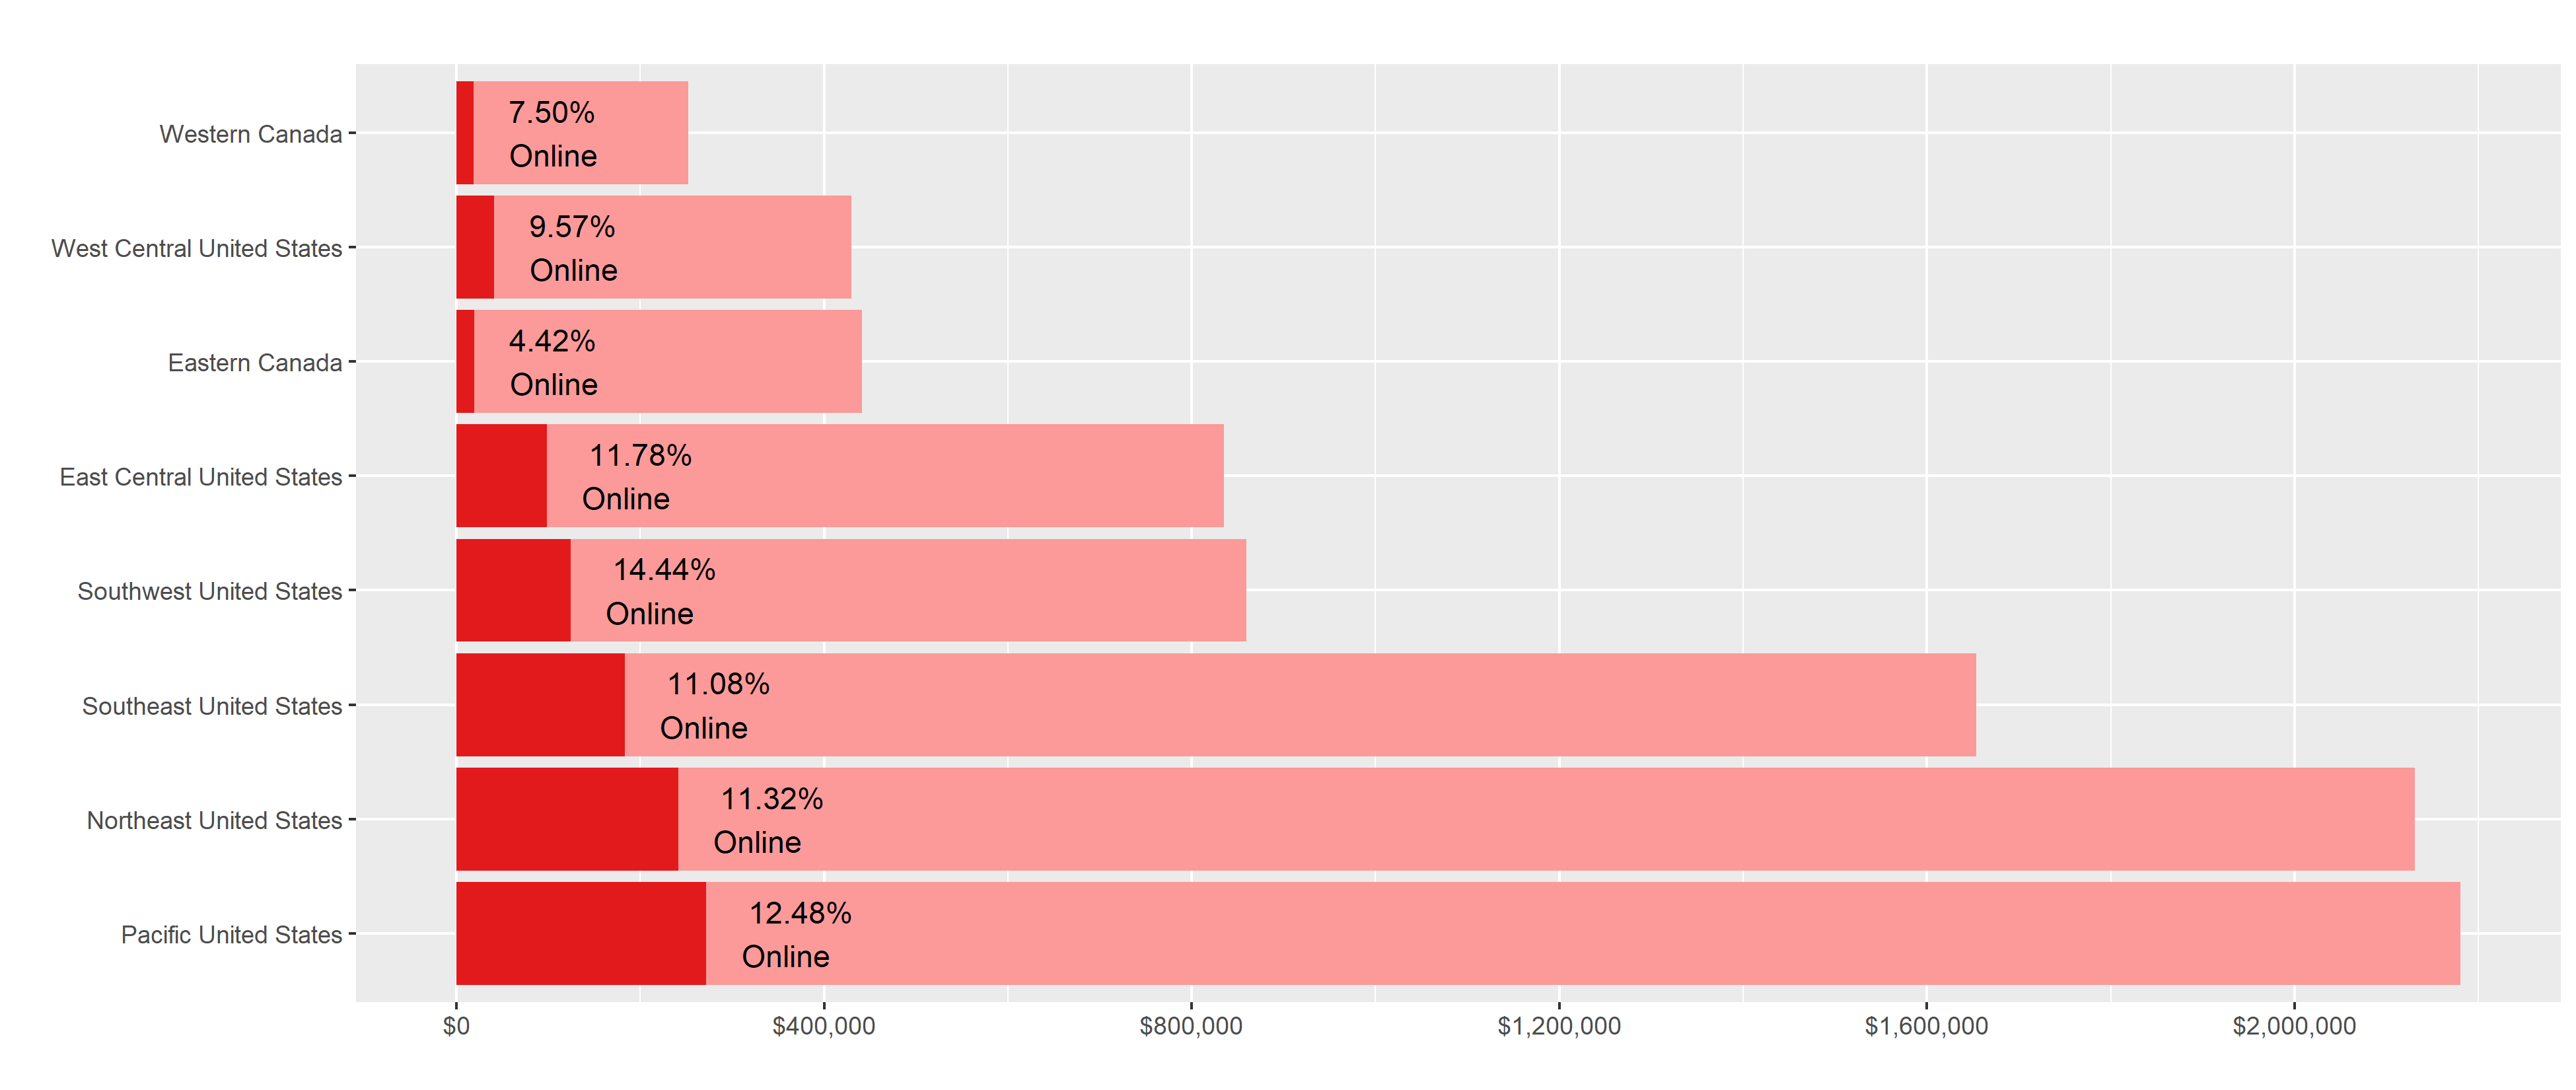 Western Canada
7.50%
Online
West Central United States
9.57%
Online
Eastern Canada
4.42%
Online
East Central United States
11.78%
Online
Southwest United States
14.44%
Online
Southeast United States
11.08%
Online
Northeast United States
11.32%
Online
Pacific United States
12.48%
Online
$0 $400,000 $800,000 $1,200,000 $1,600,000 $2,000,000